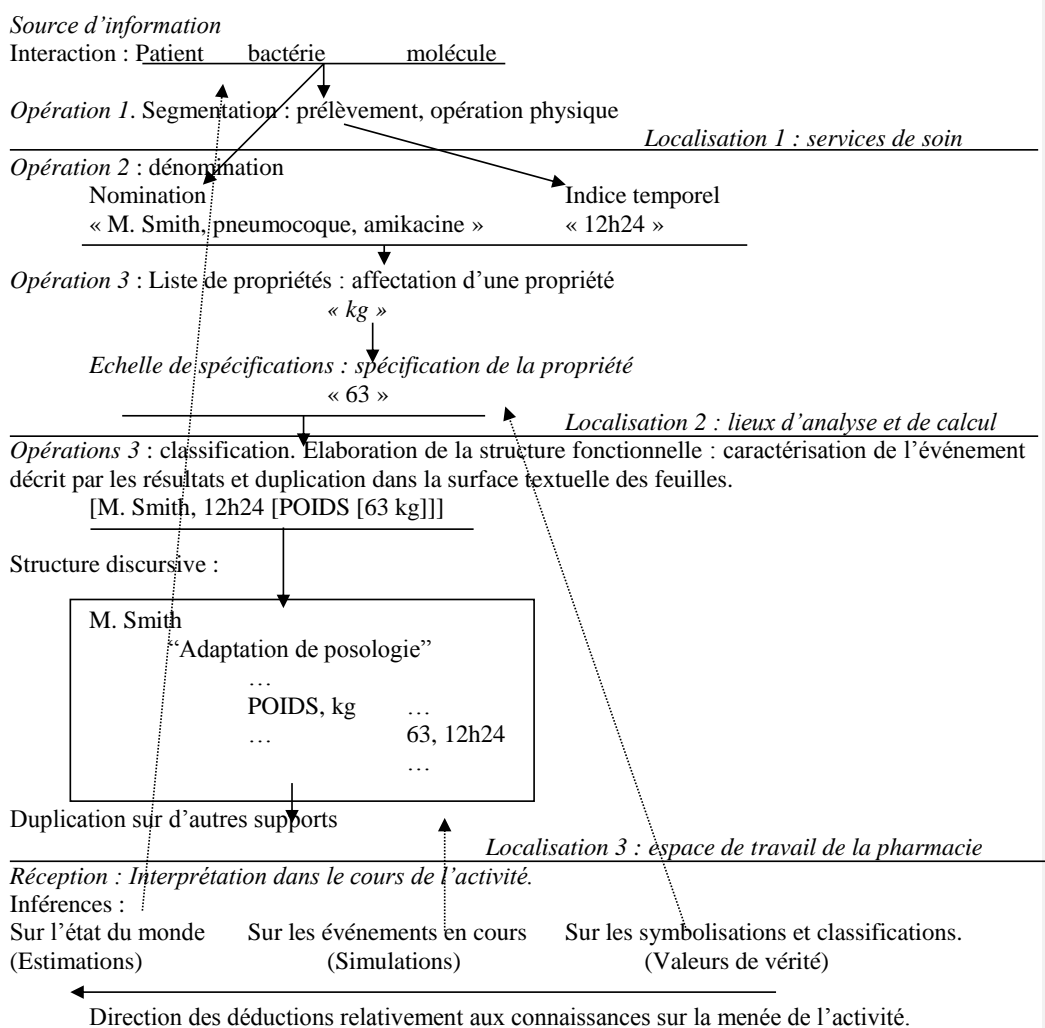 Source d’information
Interaction : Patient bactérie molécule
Opération 1. Segmentation : prélèvement, opération physique
Localisation 1 : services de soin
Opération 2 : dénomination
Nomination Indice temporel
« M. Smith, pneumocoque, amikacine » « 12h24 »
Opération 3 : Liste de propriétés : affectation d’une propriété
« kg »
Echelle de spécifications : spécification de la propriété
« 63 »
Localisation 2 : lieux d’analyse et de calcul
Opérations 3 : classification. Elaboration de la structure fonctionnelle : caractérisation de l’événement
décrit par les résultats et duplication dans la surface textuelle des feuilles.
[M. Smith, 12h24 [POIDS [63 kg]]]
Structure discursive :
M. Smith
“Adaptation de posologie”
…
POIDS, kg …
… 63, 12h24
…
Duplication sur d’autres supports
Localisation 3 : espace de travail de la pharmacie
Réception : Interprétation dans le cours de l’activité.
Inférences :
Sur l’état du monde Sur les événements en cours Sur les symbolisations et classifications.
(Estimations) (Simulations) (Valeurs de vérité)
Direction des déductions relativement aux connaissances sur la menée de l’activité.